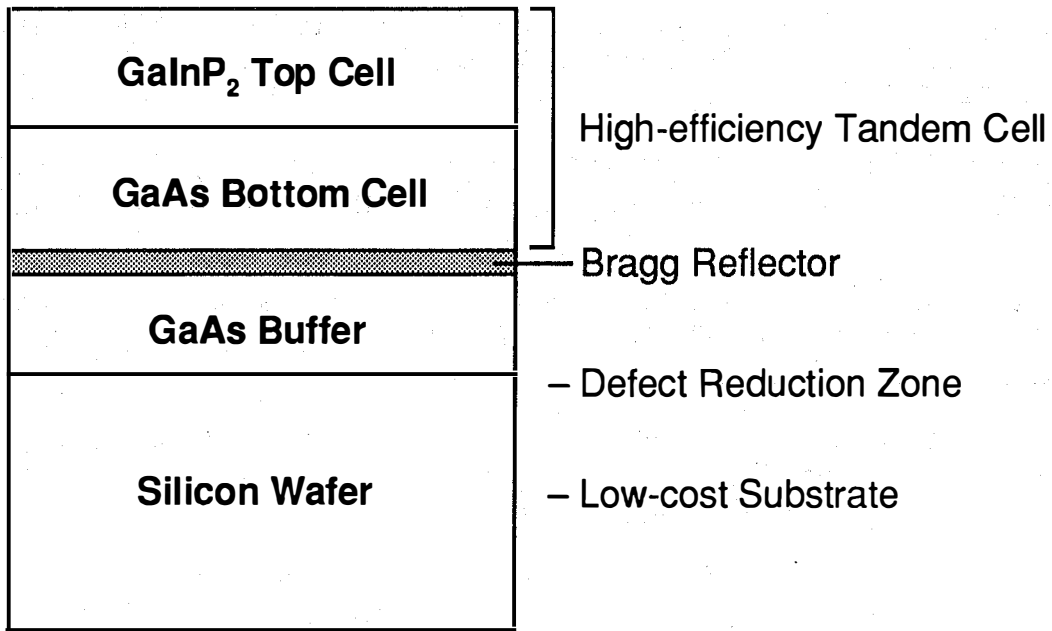 GaInP₂ Top Cell
High-efficiency Tandem Cell
GaAs Bottom Cell
Bragg Reflector
GaAs Buffer
– Defect Reduction Zone
Silicon Wafer
– Low-cost Substrate